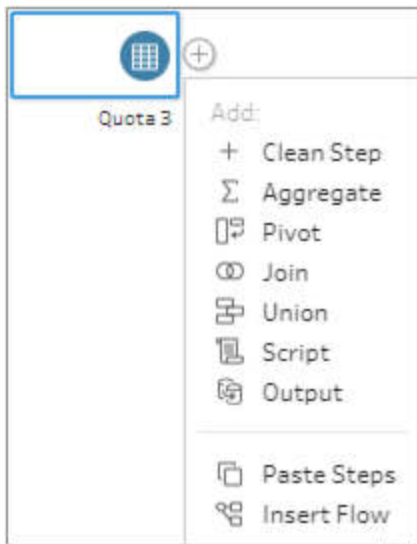 Quota 3
Add:
Clean Step
Aggregate
Pivot
Join
Union
Script
Output
Paste Steps
Insert Flow